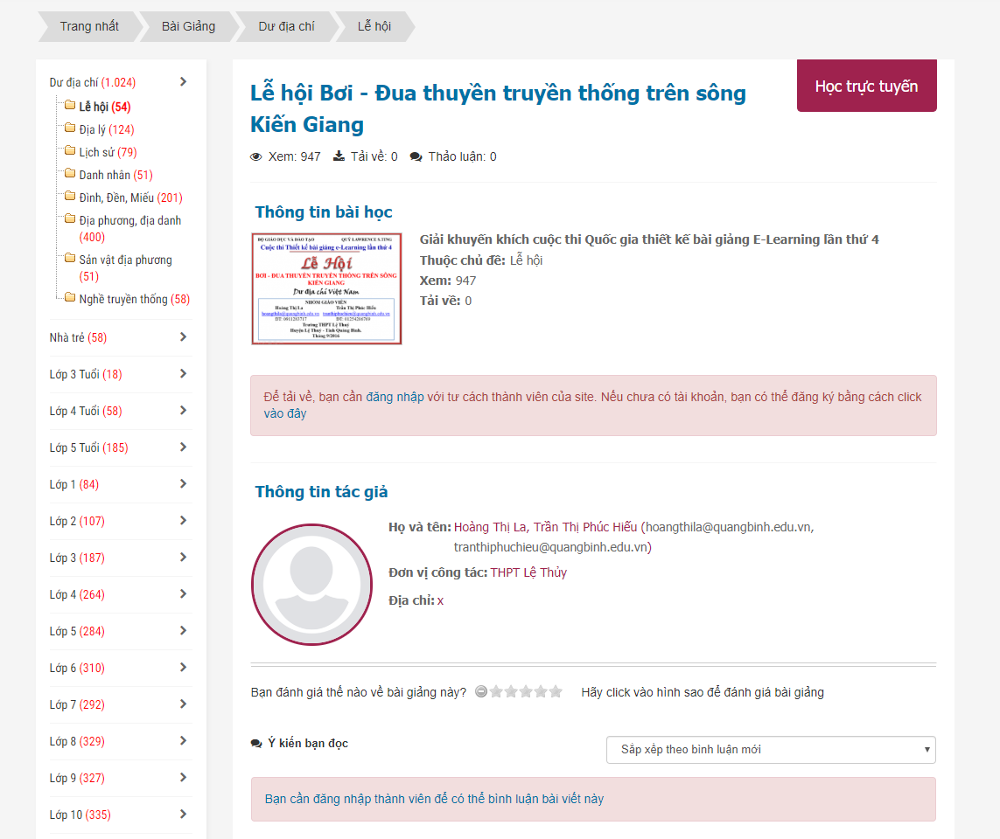 Trang nhất
Bài Giảng
Dư địa chí
Lễ hội
Dư địa chí (1.024)
Lễ hội (54)
Địa lý (124)
Lịch sử (79)
Danh nhân (51)
Đình, Đền, Miếu (201)
Địa phương, địa danh
(400)
Sản vật địa phương
(51)
Nghề truyền thống (58)
Nhà trẻ (58)
Lớp 3 Tuổi (18)
Lớp 4 Tuổi (58)
Lớp 5 Tuổi (185)
Lớp 1 (84)
Lớp 2 (107)
Lớp 3 (187)
Lớp 4 (264)
Lớp 5 (284)
Lớp 6 (310)
Lớp 7 (292)
Lớp 8 (329)
Lớp 9 (327)
Lớp 10 (335)
Lễ hội Bơi - Đua thuyền truyền thống trên sông
Kiến Giang
Học trực tuyến
Xem: 947 Tải về: 0 Thảo luận: 0
Thông tin bài học
BỘ GIÁO DỤC VÀ ĐÀO TẠO QUỸ LAWRENCE S.TING
Cuộc thi Thiết kế bài giảng e-Learning lần thứ 4
Lễ Hội
BƠI - ĐUA THUYỀN TRUYỀN THỐNG TRÊN SÔNG
KIẾN GIANG
Dư địa chí Việt Nam
NHÓM GIÁO VIÊN
Hoàng Thị La Trần Thị Phúc Hiếu
hoangthila@quangbinh.edu.vn tranthiphuchieu@quangbinh.edu.vn
Trường THPT Lệ Thuỷ
Huyện Lệ Thuỷ - Tỉnh Quảng Bình.
Tháng 9/2016
Giải khuyến khích cuộc thi Quốc gia thiết kế bài giảng E-Learning lần thứ 4
Thuộc chủ đề: Lễ hội
Xem: 947
Tải về: 0
Để tải về, bạn cần đăng nhập với tư cách thành viên của site. Nếu chưa có tài khoản, bạn có thể đăng ký bằng cách click
vào đây
Thông tin tác giả
Họ và tên: Hoàng Thị La, Trần Thị Phúc Hiếu (hoangthila@quangbinh.edu.vn,
tranthiphuchieu@quangbinh.edu.vn)
Đơn vị công tác: THPT Lệ Thủy
Địa chỉ: x
Bạn đánh giá thế nào về bài giảng này? Hãy click vào hình sao để đánh giá bài giảng
Ý kiến bạn đọc
Sắp xếp theo bình luận mới
Bạn cần đăng nhập thành viên để có thể bình luận bài viết này